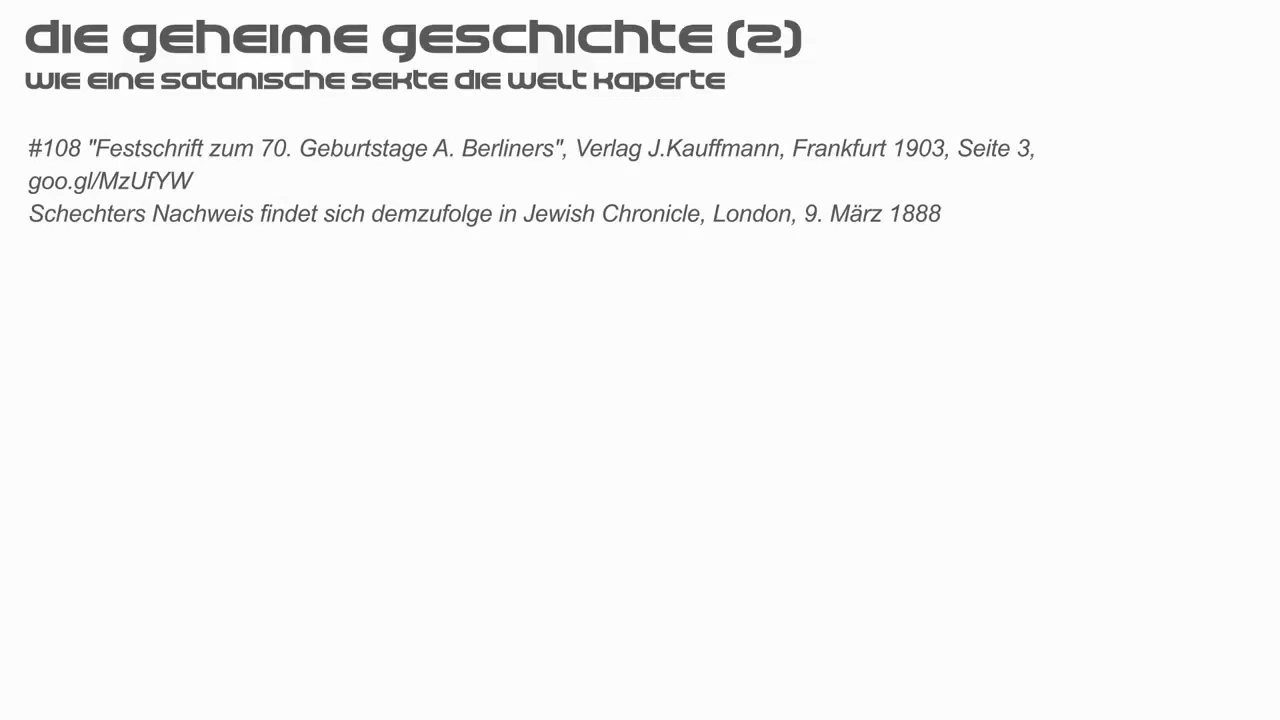 die geheime geschichte (2)
wie eine satanische sekte die welt kaperte
#108 "Festschrift zum 70. Geburtstage A. Berliners", Verlag J.Kauffmann, Frankfurt 1903, Seite 3,
goo.gl/MzUfYW
Schechters Nachweis findet sich demzufolge in Jewish Chronicle, London, 9. März 1888